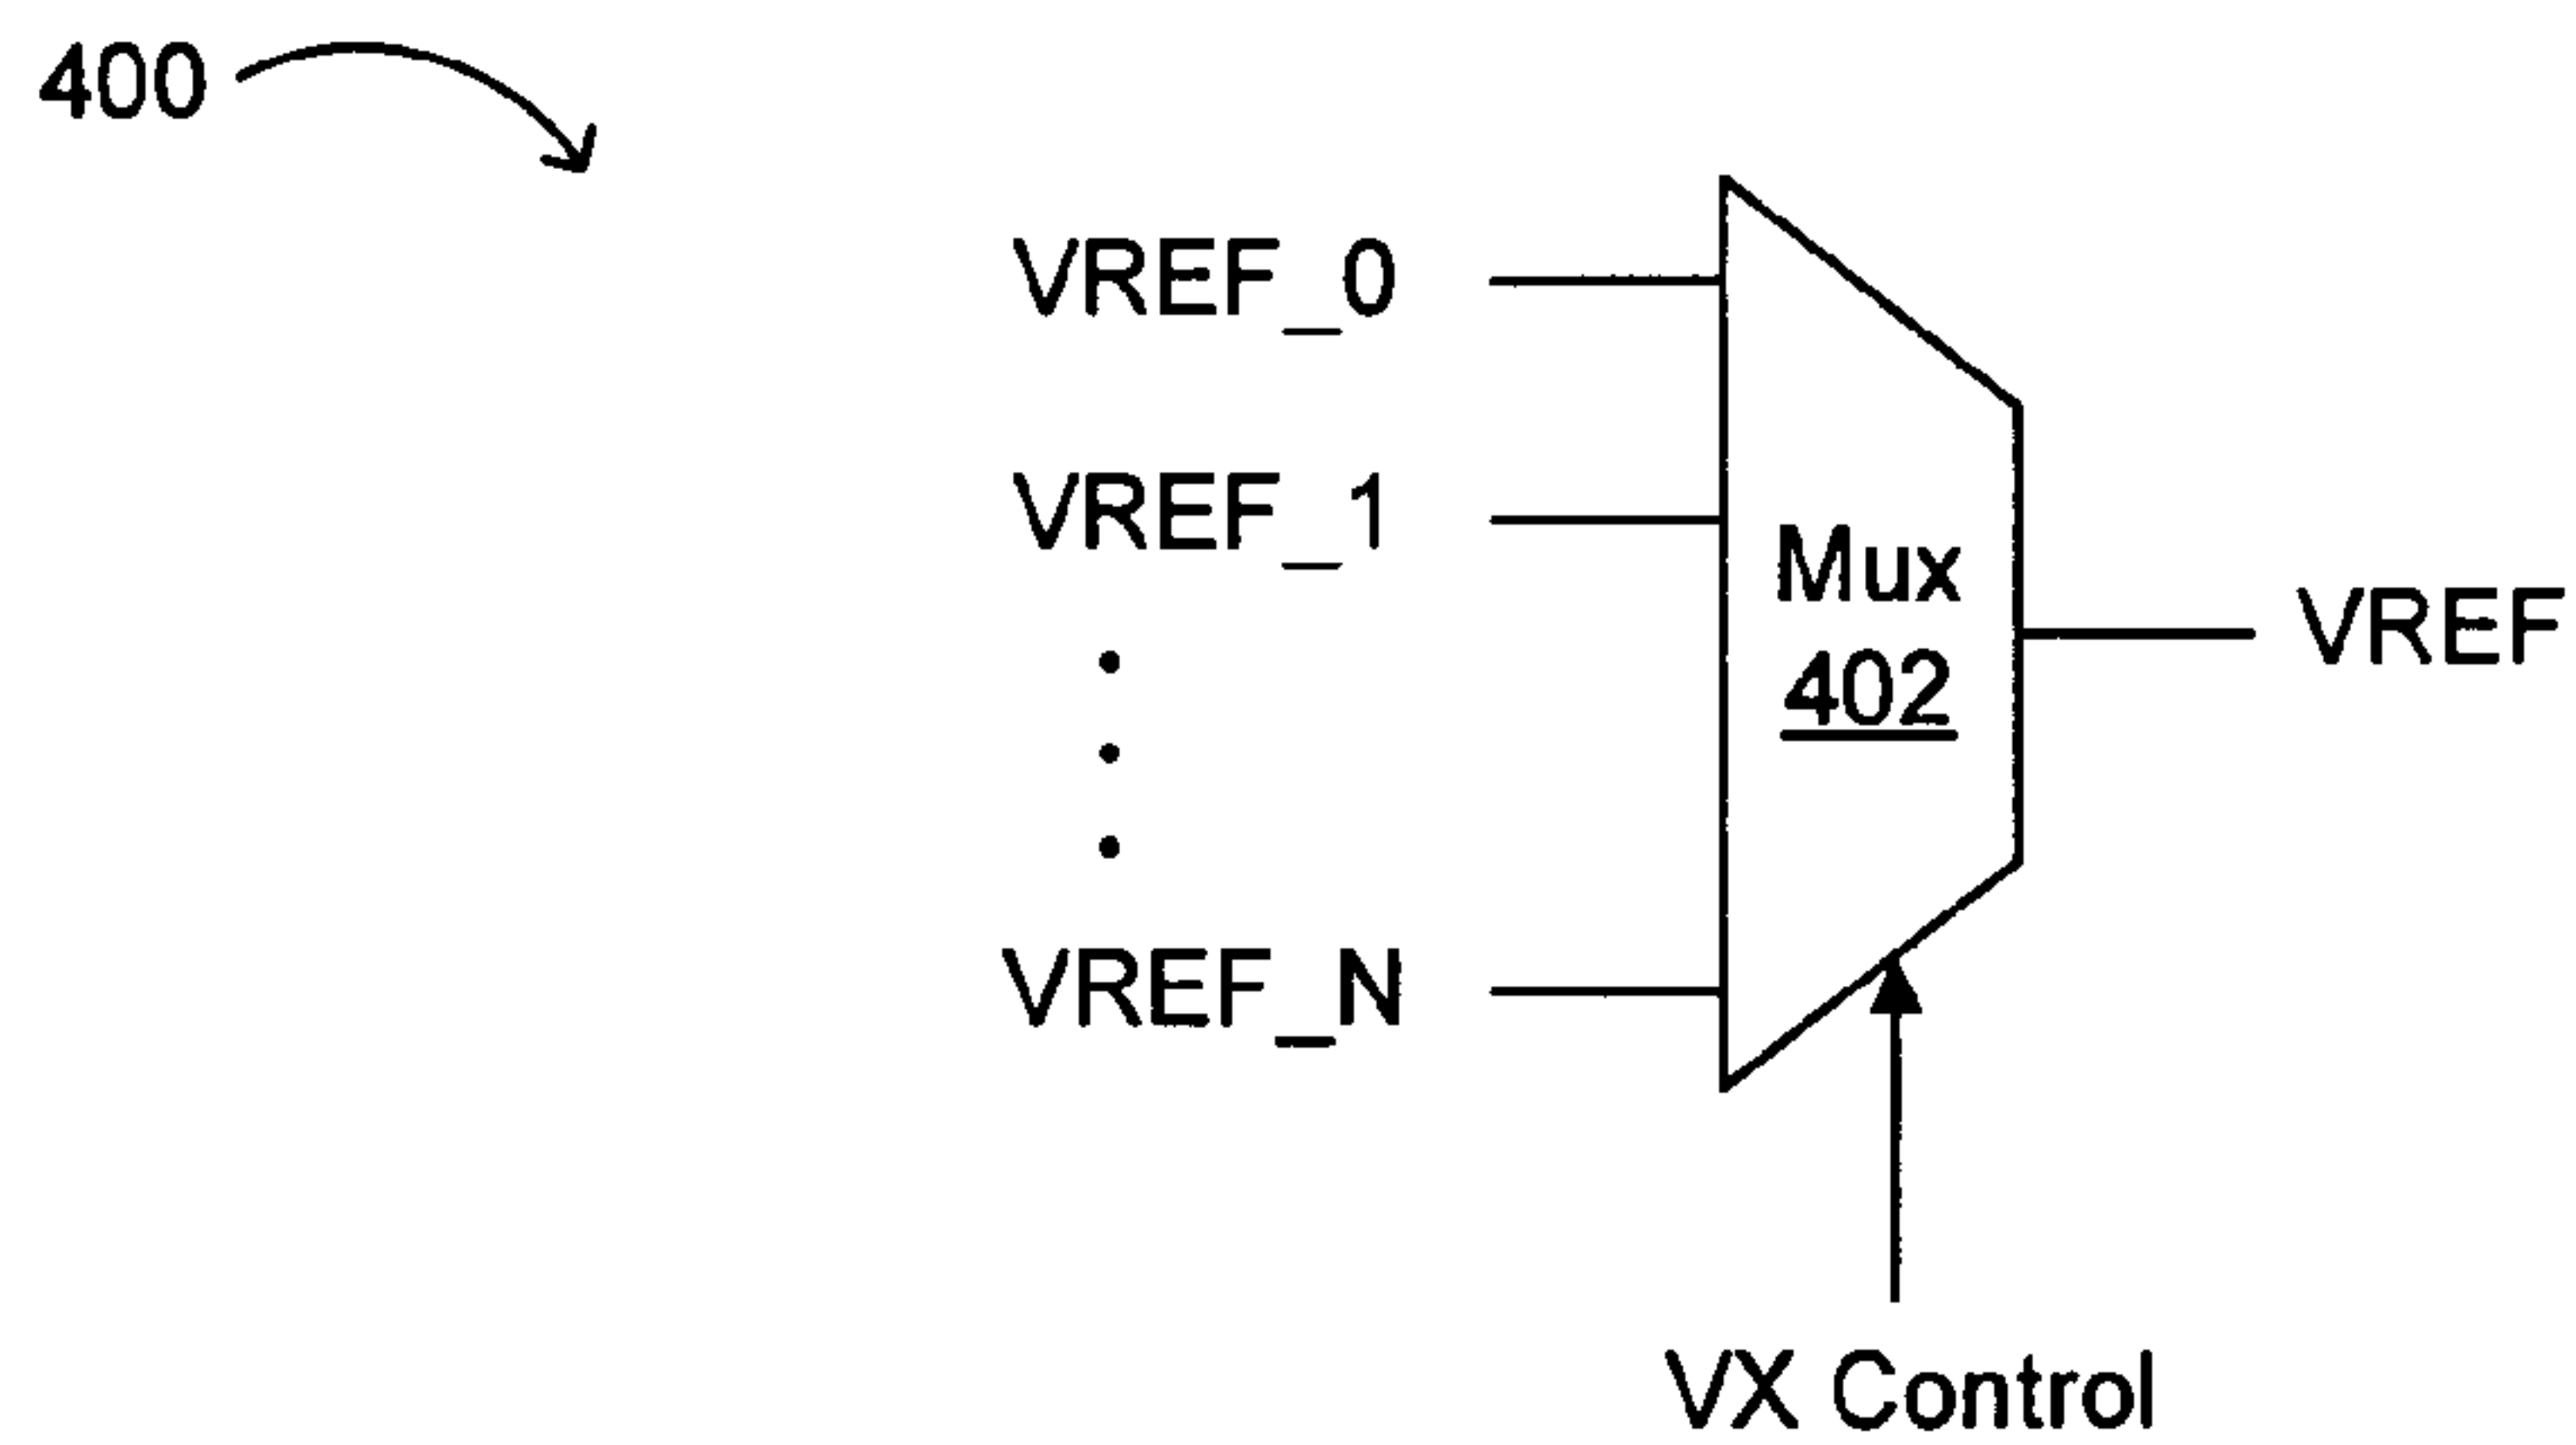 400
VREF_0
VREF_1
Mux
402
VREF
VREF_N
VX Control